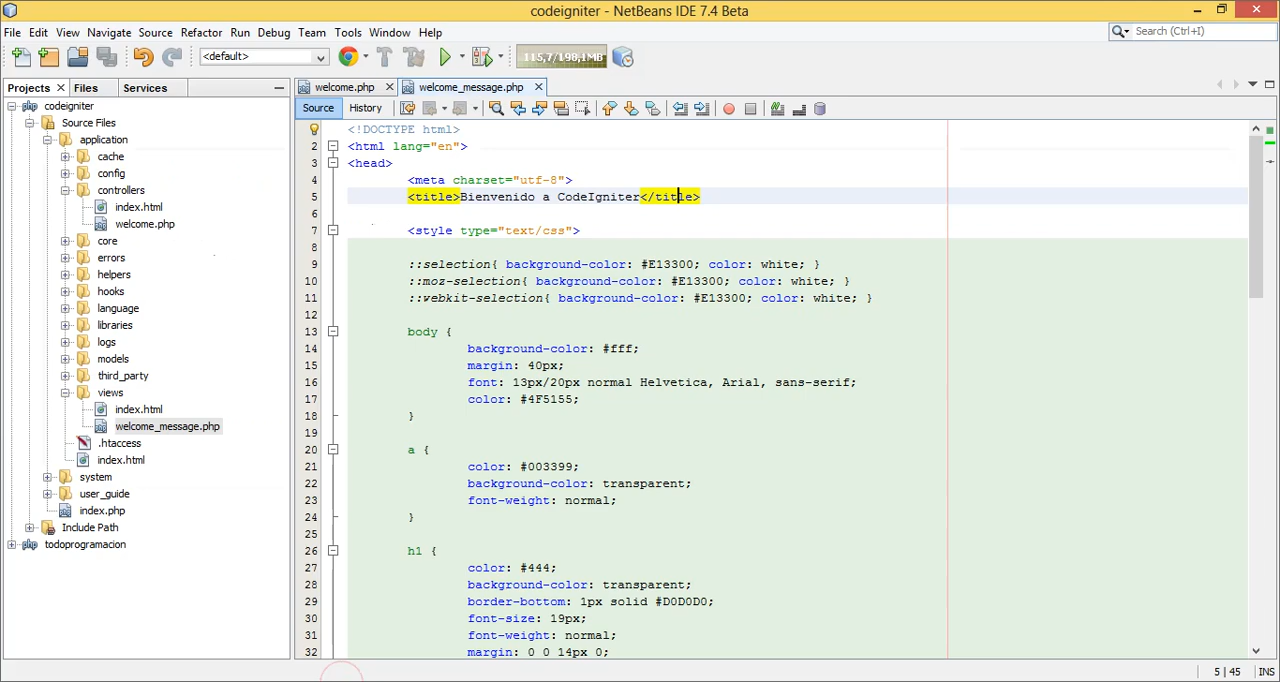 codeigniter - NetBeans IDE 7.4 Beta
File Edit View Navigate Source Refactor Run Debug Team Tools Window Help
Search (Ctrl+I)
<default>
115,7/198,1MB
Projects Files Services
welcome.php welcome_message.php
Source History
codeigniter
Source Files
application
cache
config
controllers
index.html
welcome.php
core
errors
helpers
hooks
language
libraries
logs
models
third_party
views
index.html
welcome_message.php
.htaccess
index.html
system
user_guide
index.php
Include Path
todoprogramacion
<!DOCTYPE html>
2 <html lang="en">
3 <head>
4 <meta charset="utf-8">
5 <title>Bienvenido a CodeIgniter</title>
6
7 <style type="text/css">
8
9 ::selection{ background-color: #E13300; color: white; }
10 ::moz-selection{ background-color: #E13300; color: white; }
11 ::webkit-selection{ background-color: #E13300; color: white; }
12
13 body {
14 background-color: #fff;
15 margin: 40px;
16 font: 13px/20px normal Helvetica, Arial, sans-serif;
17 color: #4F5155;
18 }
19
20 a {
21 color: #003399;
22 background-color: transparent;
23 font-weight: normal;
24 }
25
26 h1 {
27 color: #444;
28 background-color: transparent;
29 border-bottom: 1px solid #D0D0D0;
30 font-size: 19px;
31 font-weight: normal;
32 margin: 0 0 14px 0;
5 | 45 INS